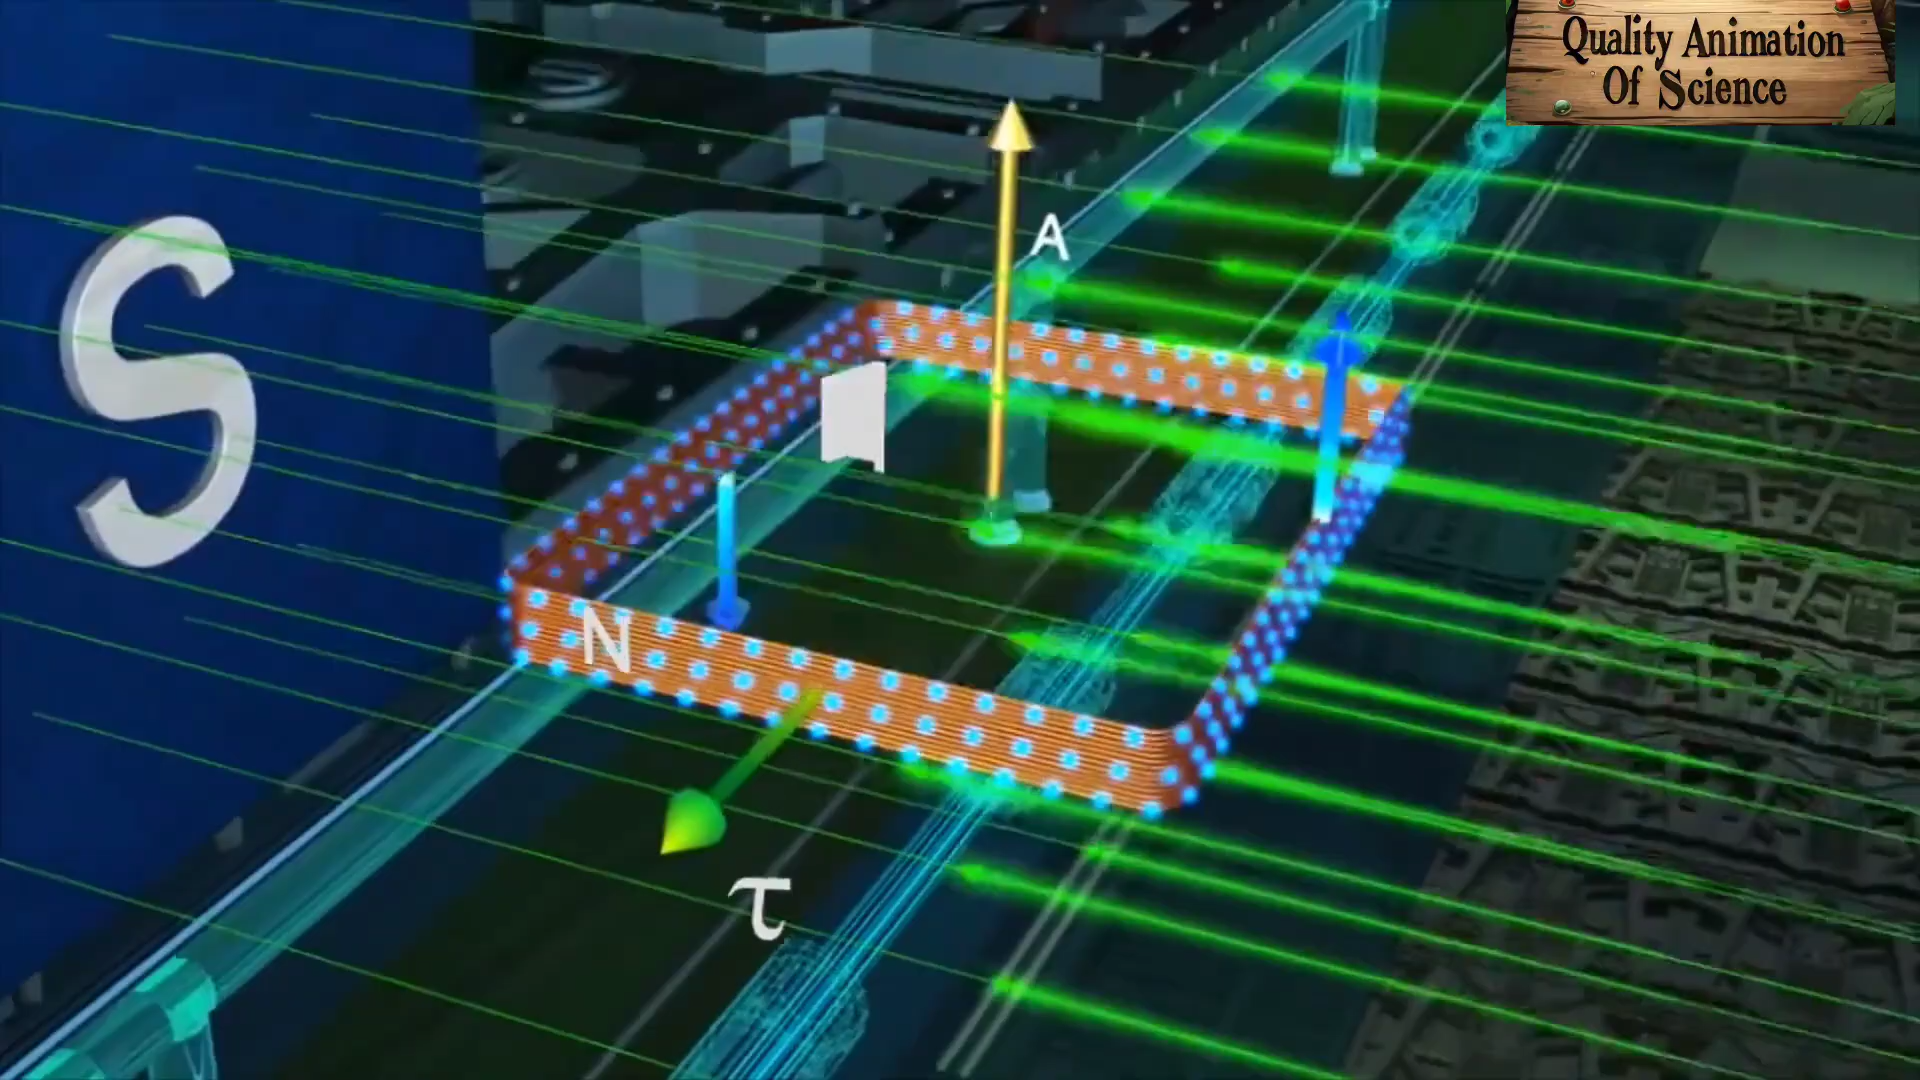 Quality Animation
Of Science
S
A
N
τ